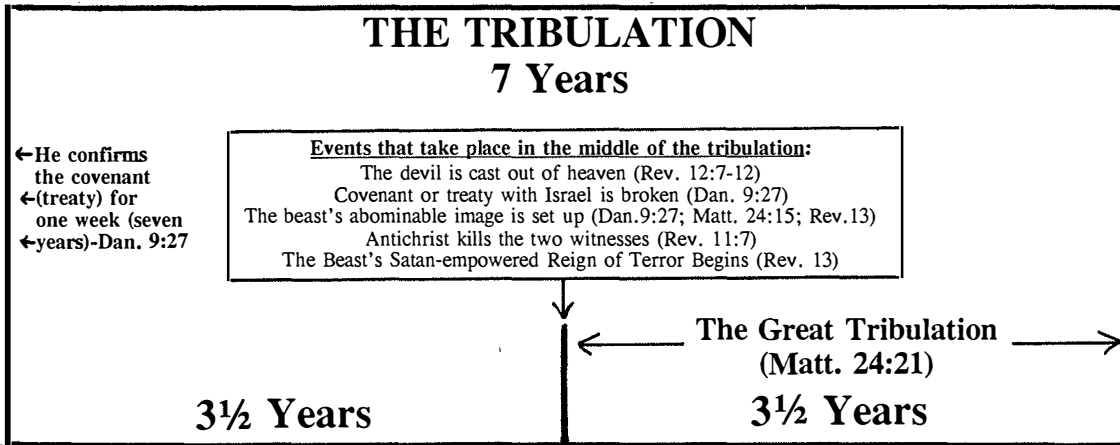 THE TRIBULATION
7 Years
←He confirms
the covenant
←(treaty) for
one week (seven
←years)-Dan. 9:27
Events that take place in the middle of the tribulation:
The devil is cast out of heaven (Rev. 12:7-12)
Covenant or treaty with Israel is broken (Dan. 9:27)
The beast's abominable image is set up (Dan.9:27; Matt. 24:15; Rev.13)
Antichrist kills the two witnesses (Rev. 11:7)
The Beast's Satan-empowered Reign of Terror Begins (Rev. 13)
The Great Tribulation
(Matt. 24:21)
3½ Years
3½ Years